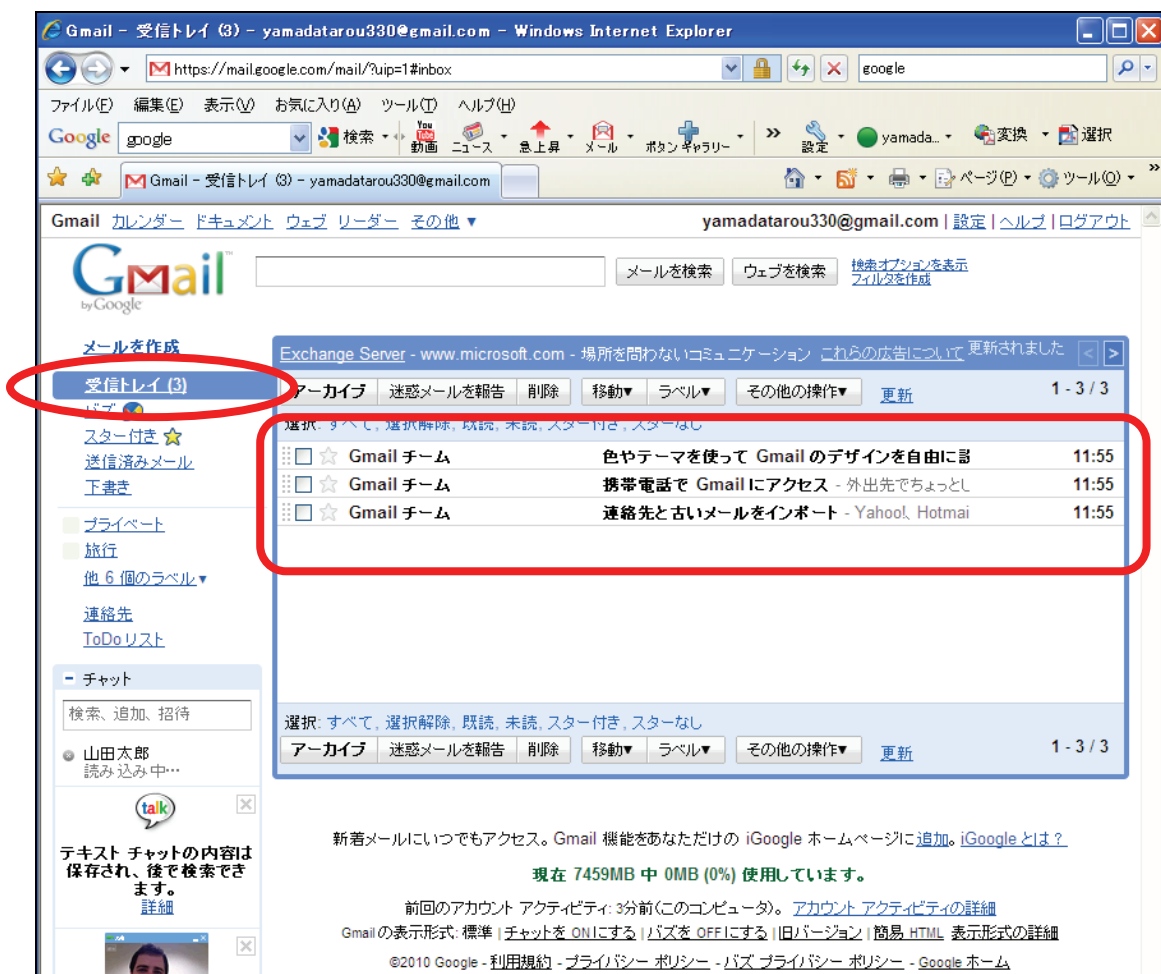 Gmail - 受信トレイ (3) - yamadatarou330@gmail.com - Windows Internet Explorer
https://mail.google.com/mail/?uip=1#inbox
google
ファイル(F) 編集(E) 表示(V) お気に入り(A) ツール(T) ヘルプ(H)
Google google 検索 You Tube 動画 ニュース 急上昇 メール ボタン ギャラリー 設定 yamada... 変換 選択
Gmail - 受信トレイ (3) - yamadatarou330@gmail.com ページ(P) ツール(O)
Gmail カレンダー ドキュメント ウェブ リーダー その他 ▼ yamadatarou330@gmail.com | 設定 | ヘルプ | ログアウト
Gmail™ by Google
メールを検索 ウェブを検索 検索オプションを表示
フィルタを作成
メールを作成
Exchange Server - www.microsoft.com - 場所を問わないコミュニケーション これらの広告について 更新されました < >
受信トレイ (3)
アーカイブ 迷惑メールを報告 削除 移動▼ ラベル▼ その他の操作▼ 更新 1 - 3 / 3
バズ
選択: すべて, 選択解除, 既読, 未読, スター付き, スターなし
スター付き
送信済みメール
下書き
Gmail チーム 色やテーマを使って Gmail のデザインを自由に 11:55
Gmail チーム 携帯電話で Gmail にアクセス - 外出先でちょっとし 11:55
Gmail チーム 連絡先と古いメールをインポート - Yahoo!、Hotmai 11:55
プライベート
旅行
他 6 個のラベル▼
連絡先
ToDo リスト
チャット
検索、追加、招待
山田太郎
読み込み中…
選択: すべて, 選択解除, 既読, 未読, スター付き, スターなし
アーカイブ 迷惑メールを報告 削除 移動▼ ラベル▼ その他の操作▼ 更新 1 - 3 / 3
talk
テキスト チャットの内容は
保存され、後で検索でき
ます。
詳細
新着メールにいつでもアクセス。Gmail 機能をあなただけの iGoogle ホームページに追加。iGoogle とは?
現在 7459MB 中 0MB (0%) 使用しています。
前回のアカウント アクティビティ: 3分前(このコンピュータ)。 アカウント アクティビティの詳細
Gmail の表示形式: 標準 | チャットを ONにする | バズを OFFにする | 旧バージョン | 簡易 HTML 表示形式の詳細
©2010 Google - 利用規約 - プライバシー ポリシー - バズ プライバシー ポリシー - Google ホーム